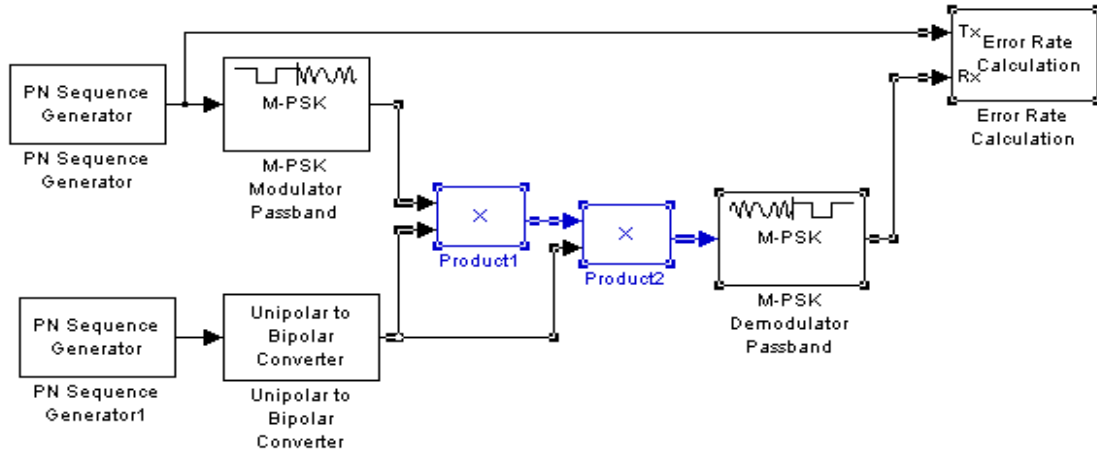 Tx
Error Rate
Calculation
Rx
Error Rate
Calculation
PN Sequence
Generator
PN Sequence
Generator
M-PSK
M-PSK
Modulator
Passband
×
Product1
×
Product2
M-PSK
M-PSK
Demodulator
Passband
PN Sequence
Generator
PN Sequence
Generator1
Unipolar to
Bipolar
Converter
Unipolar to
Bipolar
Converter